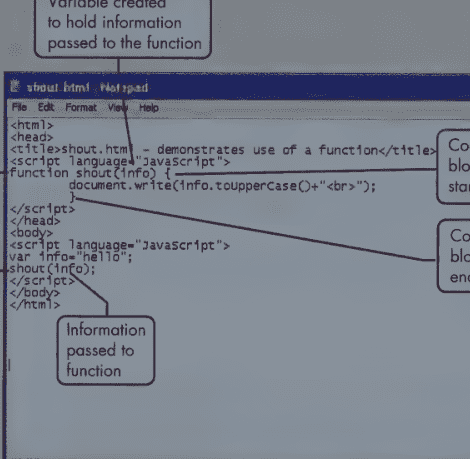 Variable created
to hold information
passed to the function
shout.html - Notepad
File Edit Format View Help
<html>
<head>
<title>shout.html - demonstrates use of a function</title>
<script language="JavaScript">
function shout(info) {
document.write(info.toUpperCase()+"<br>");
}
</script>
</head>
<body>
<script language="JavaScript">
var info="hello";
shout(info);
</script>
</body>
</html>
Information
passed to
function